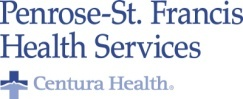 Penrose-St. Francis
Health Services
Centura Health®